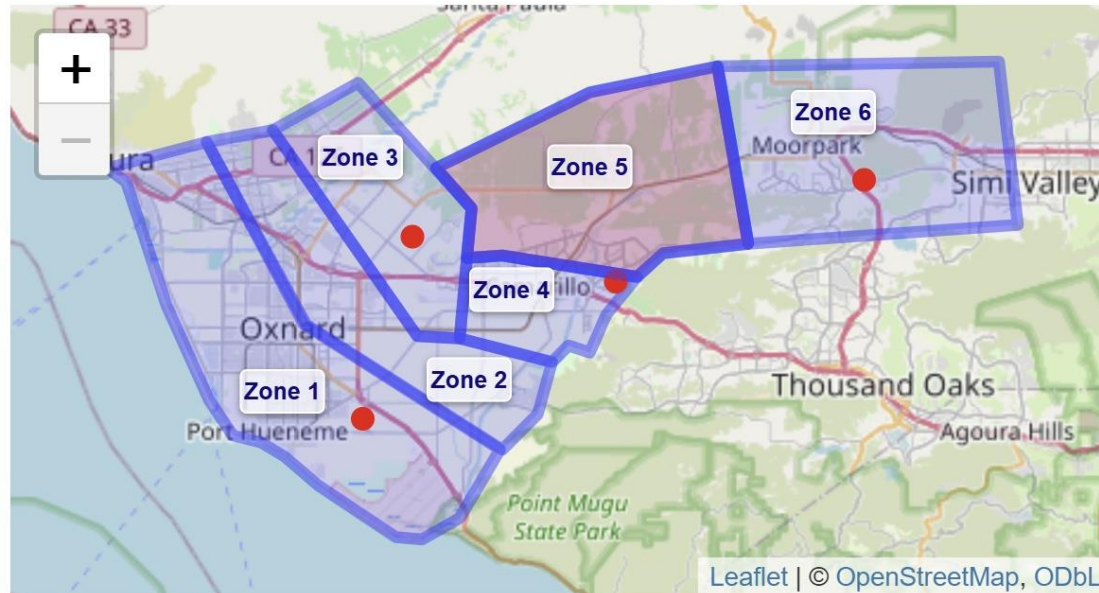 CA 33
+
−
Zone 6
Moorpark
Zone 3
Zone 5
Simi Valley
Zone 4
Oxnard
Zone 2
Zone 1
Thousand Oaks
Port Hueneme
Agoura Hills
Point Mugu
State Park
Leaflet | © OpenStreetMap, ODbL